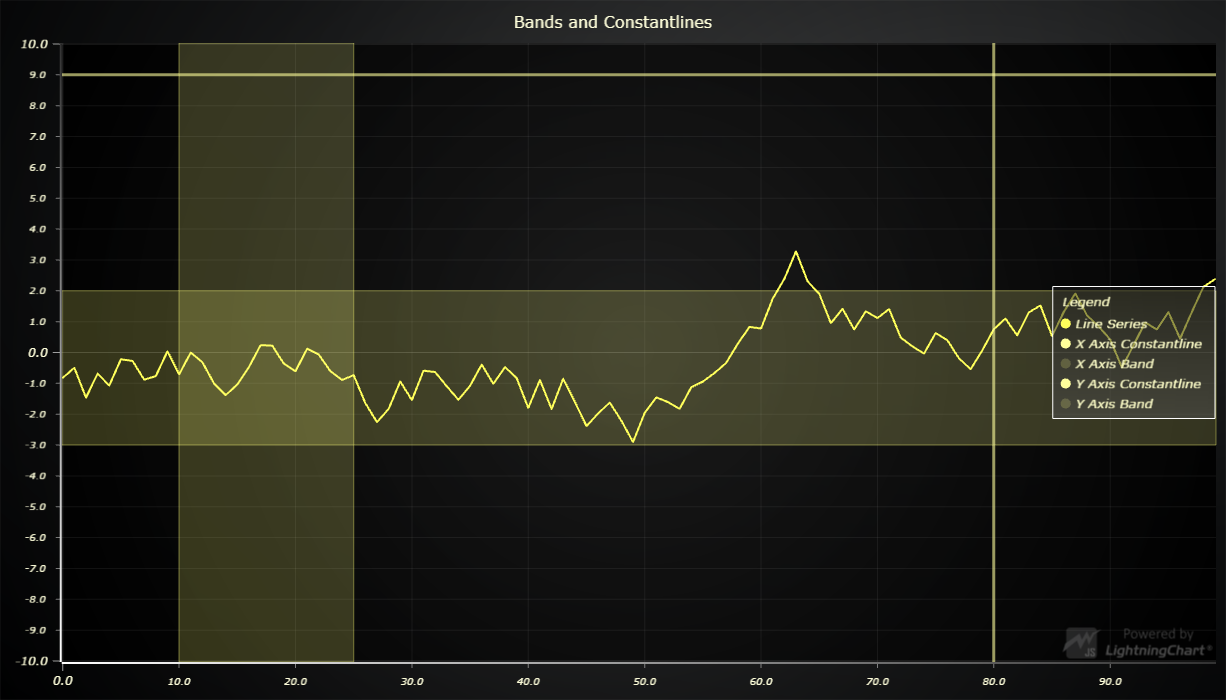 Bands and Constantlines
10.0
9.0
8.0
7.0
6.0
5.0
4.0
3.0
2.0
1.0
0.0
-1.0
-2.0
-3.0
-4.0
-5.0
-6.0
-7.0
-8.0
-9.0
-10.0
Legend
Line Series
X Axis Constantline
X Axis Band
Y Axis Constantline
Y Axis Band
JS
Powered by
LightningChart®
0.0 10.0 20.0 30.0 40.0 50.0 60.0 70.0 80.0 90.0